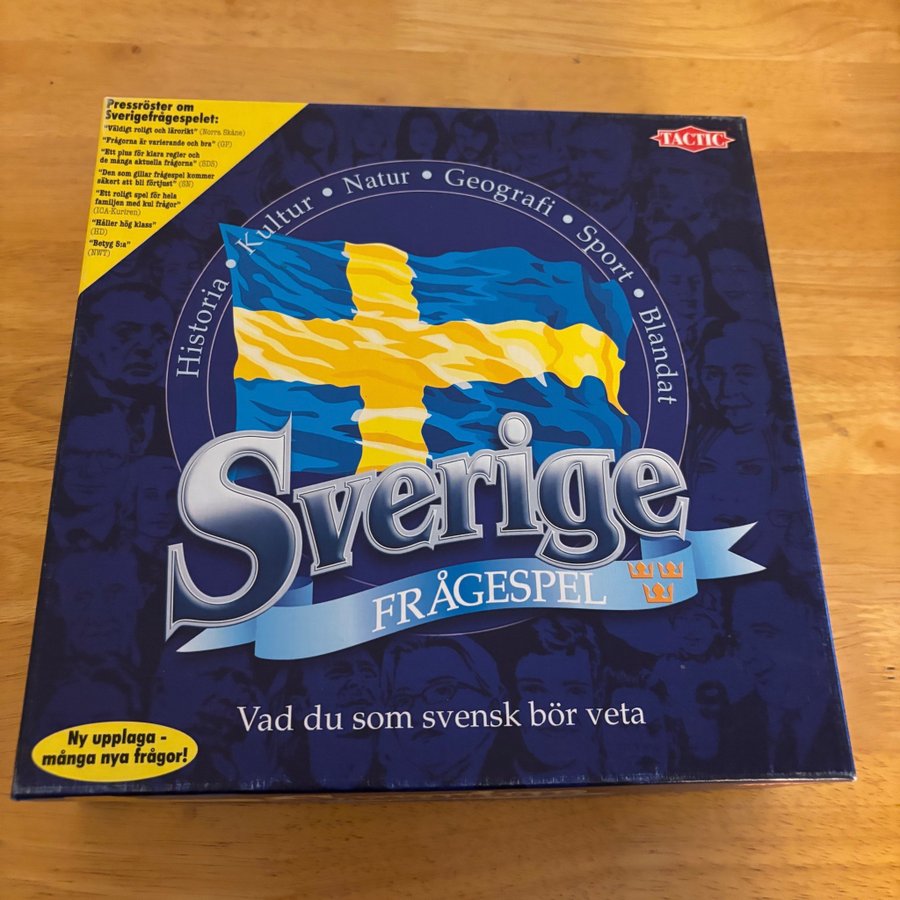 Pressröster om
Sverigefrågespelet:
"Väldigt roligt och lärorikt" (Norra Skåne)
"Frågorna är varierande och bra" (GP)
"Ett plus för klara regler och
de många aktuella frågorna" (SDS)
"Den som gillar frågespel kommer
säkert att bli förtjust" (SN)
"Ett roligt spel för hela
familjen med kul frågor"
(ICA-Kuriren)
"Håller hög klass"
(HD)
"Betyg 5:a"
(NWT)
TACTIC
Historia • Kultur • Natur • Geografi • Sport • Blandat
Sverige
FRÅGESPEL
Vad du som svensk bör veta
Ny upplaga -
många nya frågor!